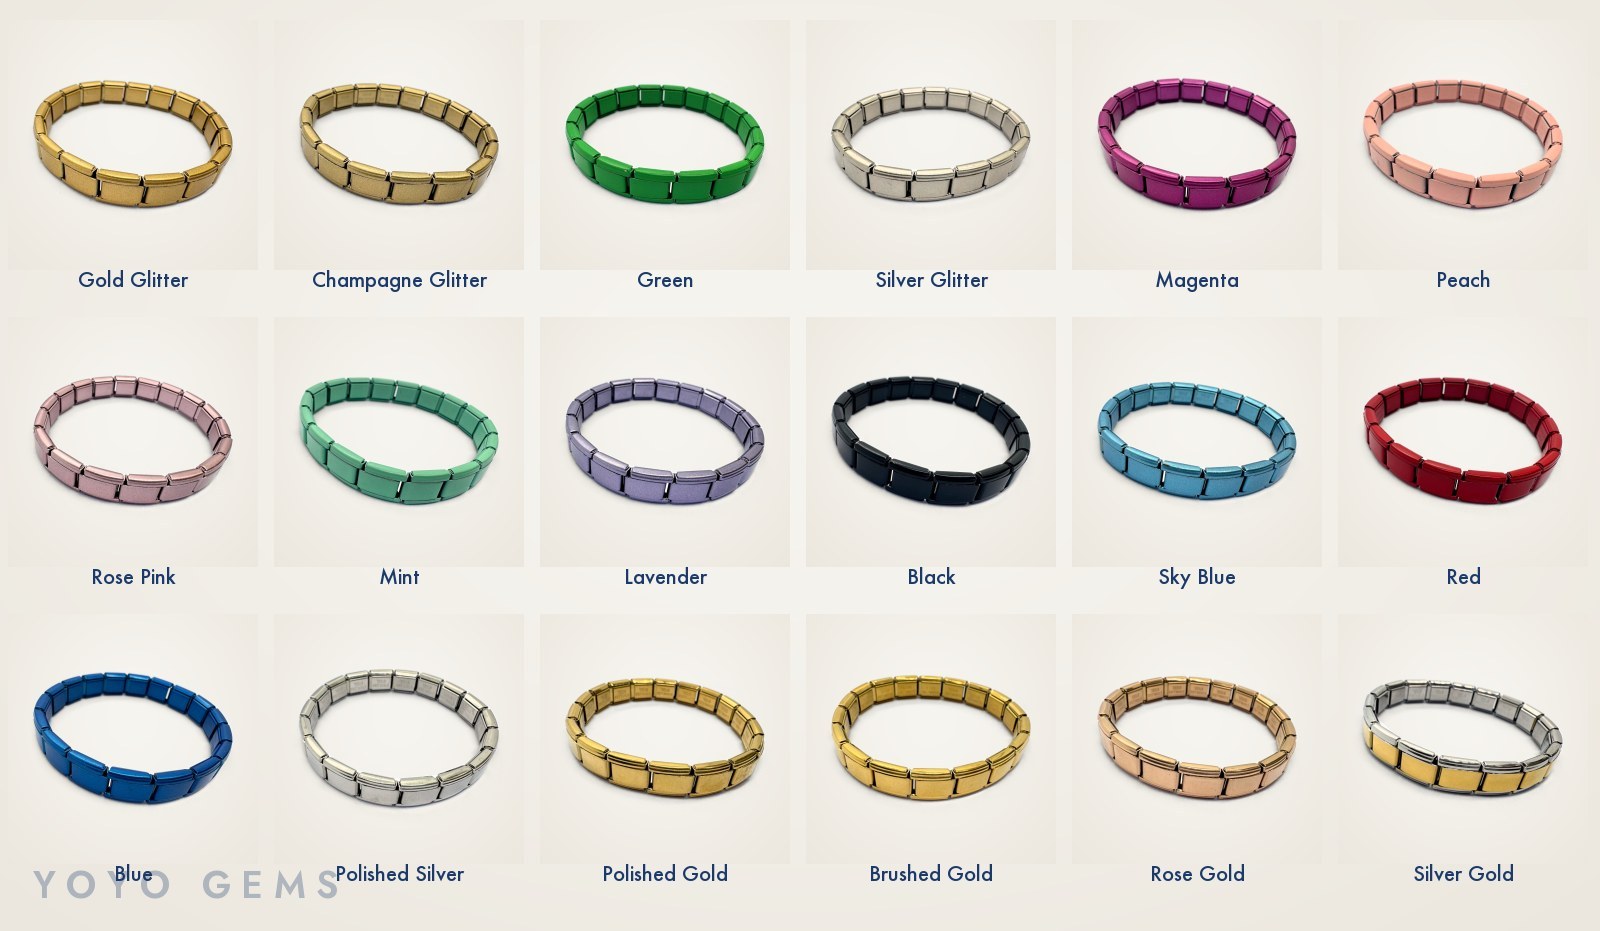 Gold Glitter
Champagne Glitter
Green
Silver Glitter
Magenta
Peach
Rose Pink
Mint
Lavender
Black
Sky Blue
Red
Blue
Polished Silver
Polished Gold
Brushed Gold
Rose Gold
Silver Gold
YOYO GEMS